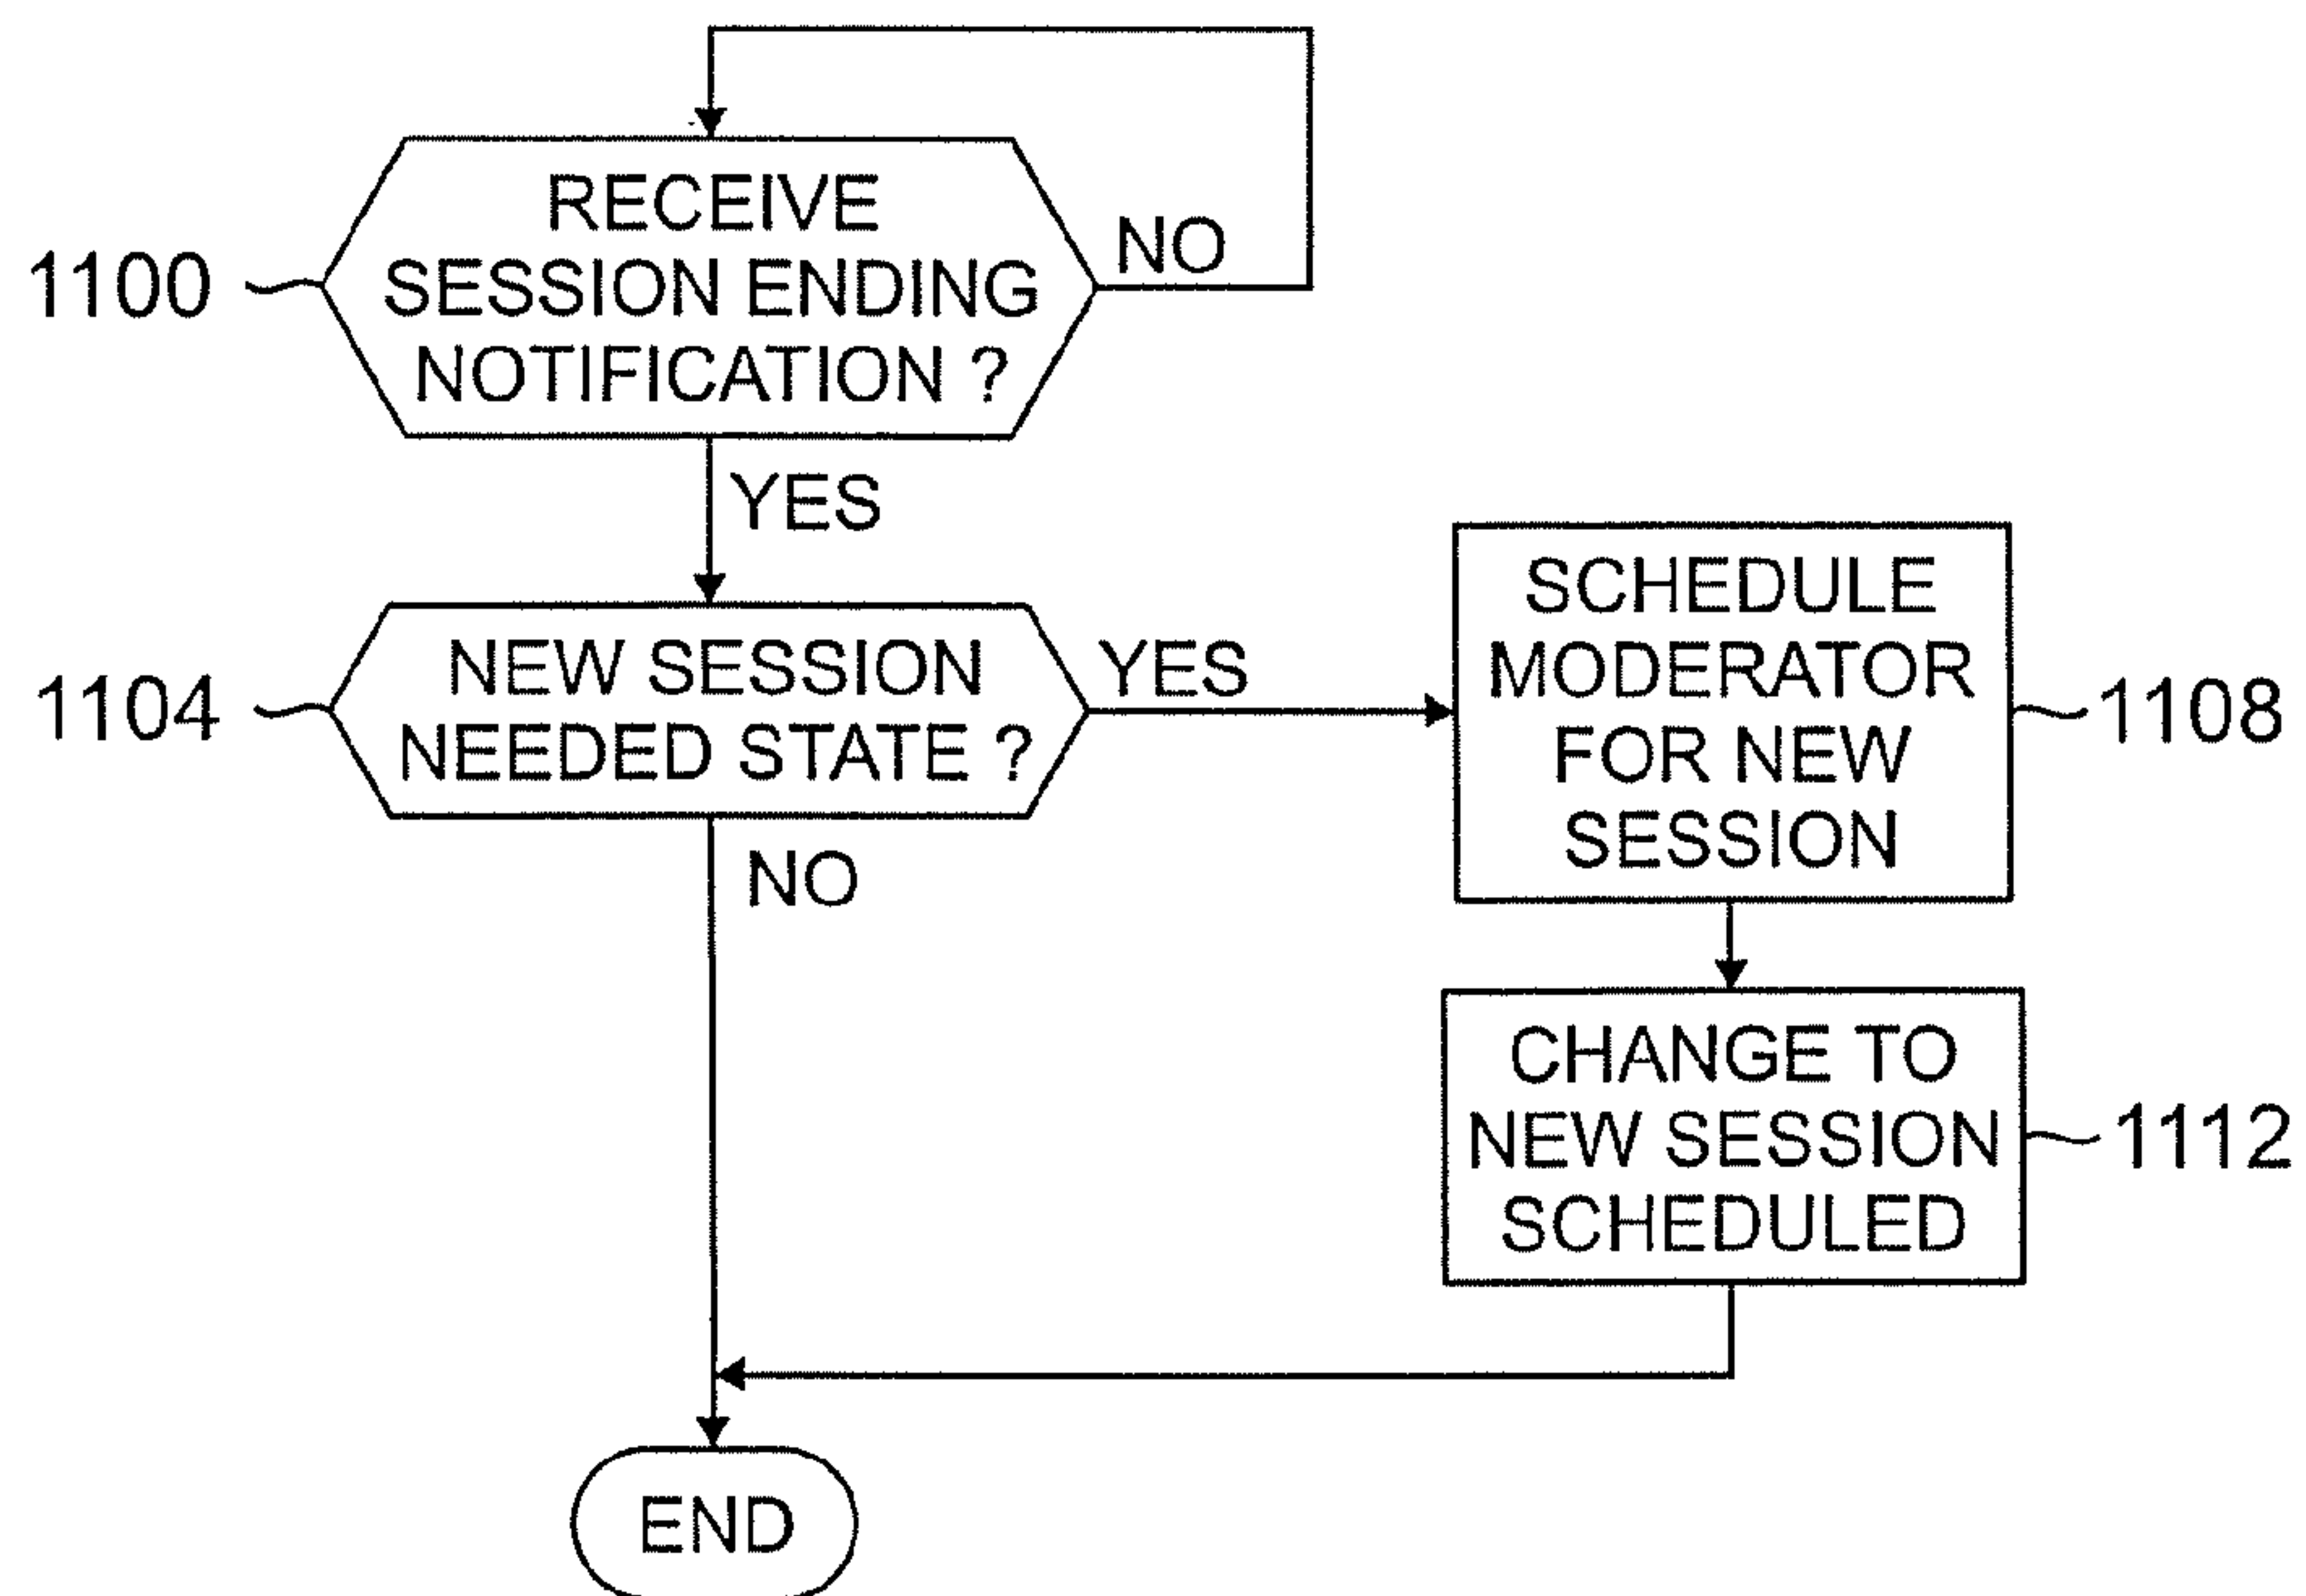 1100
RECEIVE
SESSION ENDING
NOTIFICATION ?
NO
YES
1104
NEW SESSION
NEEDED STATE ?
YES
NO
SCHEDULE
MODERATOR
FOR NEW
SESSION
1108
CHANGE TO
NEW SESSION
SCHEDULED
1112
END